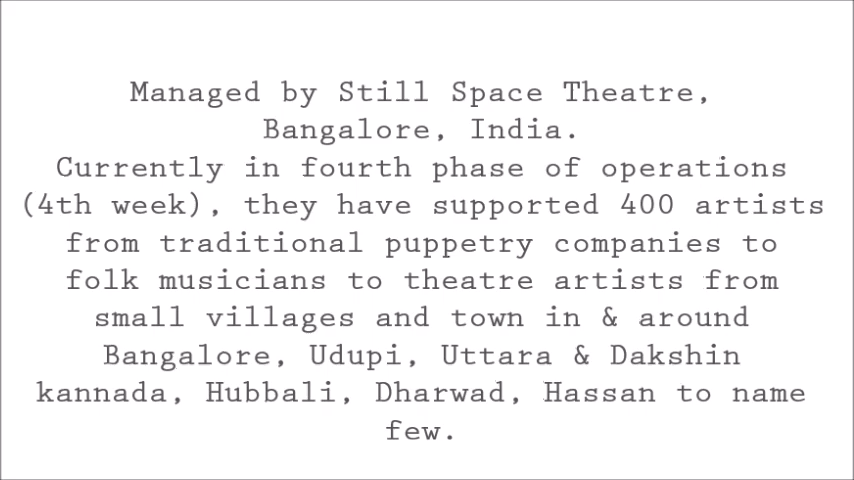 Managed by Still Space Theatre,
Bangalore, India.
Currently in fourth phase of operations
(4th week), they have supported 400 artists
from traditional puppetry companies to
folk musicians to theatre artists from
small villages and town in & around
Bangalore, Udupi, Uttara & Dakshin
kannada, Hubbali, Dharwad, Hassan to name
few.